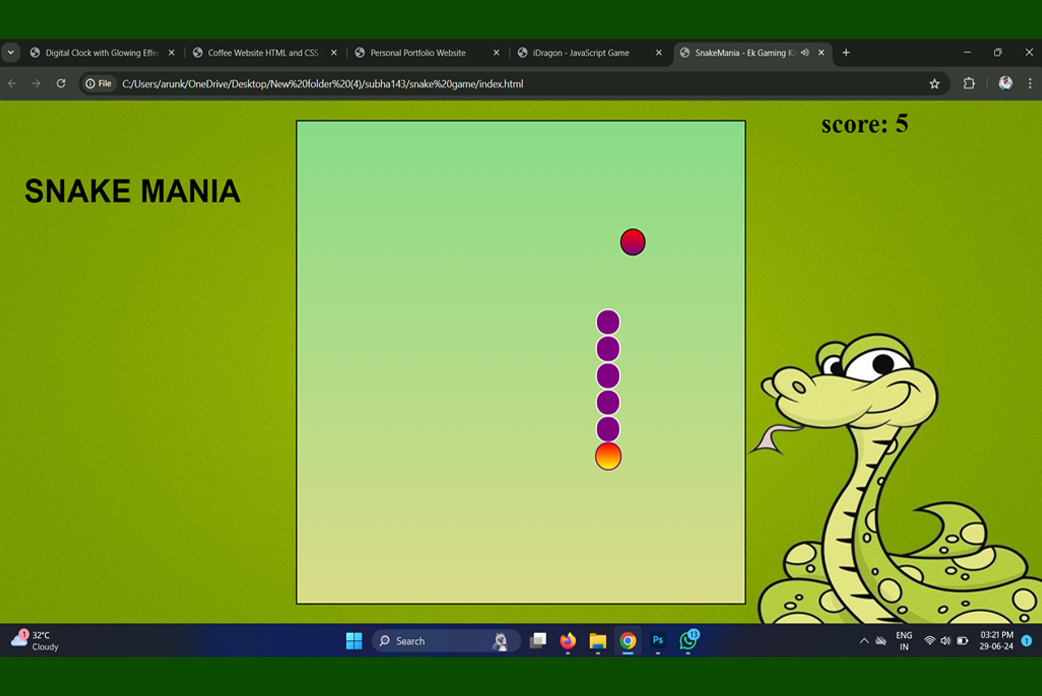 Digital Clock with Glowing Effe
Coffee Website HTML and CSS
Personal Portfolio Website
iDragon - JavaScript Game
SnakeMania - Ek Gaming K
File
C:/Users/arunk/OneDrive/Desktop/New%20folder%20(4)/subha143/snake%20game/index.html
score: 5
SNAKE MANIA
1
32°C
Cloudy
Search
Ps
13
ENG
IN
03:21 PM
29-06-24
1